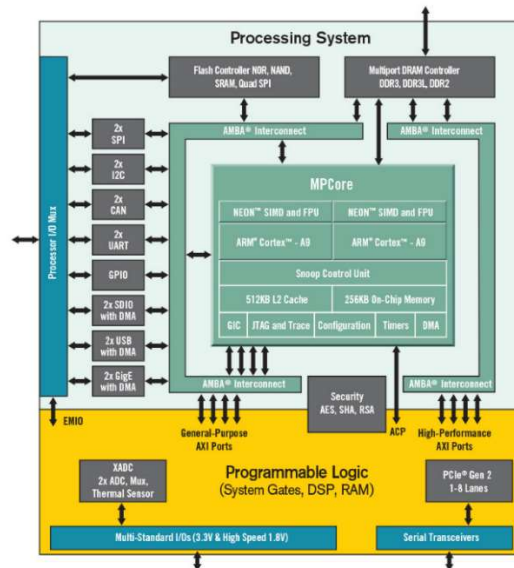 Processing System
Flash Controller NOR, NAND,
SRAM, Quad SPI
Multiport DRAM Controller
DDR3, DDR3L, DDR2
Processor I/O Mux
2x
SPI
2x
I2C
2x
CAN
2x
UART
GPIO
2x SDIO
with DMA
2x USB
with DMA
2x GigE
with DMA
AMBA® Interconnect
AMBA® Interconnect
MPCore
NEON™ SIMD and FPU
NEON™ SIMD and FPU
ARM® Cortex™ - A9
ARM® Cortex™ - A9
Snoop Control Unit
512KB L2 Cache
256KB On-Chip Memory
GIC
JTAG and Trace
Configuration
Timers
DMA
AMBA® Interconnect
AMBA® Interconnect
Security
AES, SHA, RSA
EMIO
General-Purpose
AXI Ports
ACP
High-Performance
AXI Ports
XADC
2x ADC, Mux,
Thermal Sensor
Programmable Logic
(System Gates, DSP, RAM)
PCIe® Gen 2
1-8 Lanes
Multi-Standard I/Os (3.3V & High Speed 1.8V)
Serial Transceivers